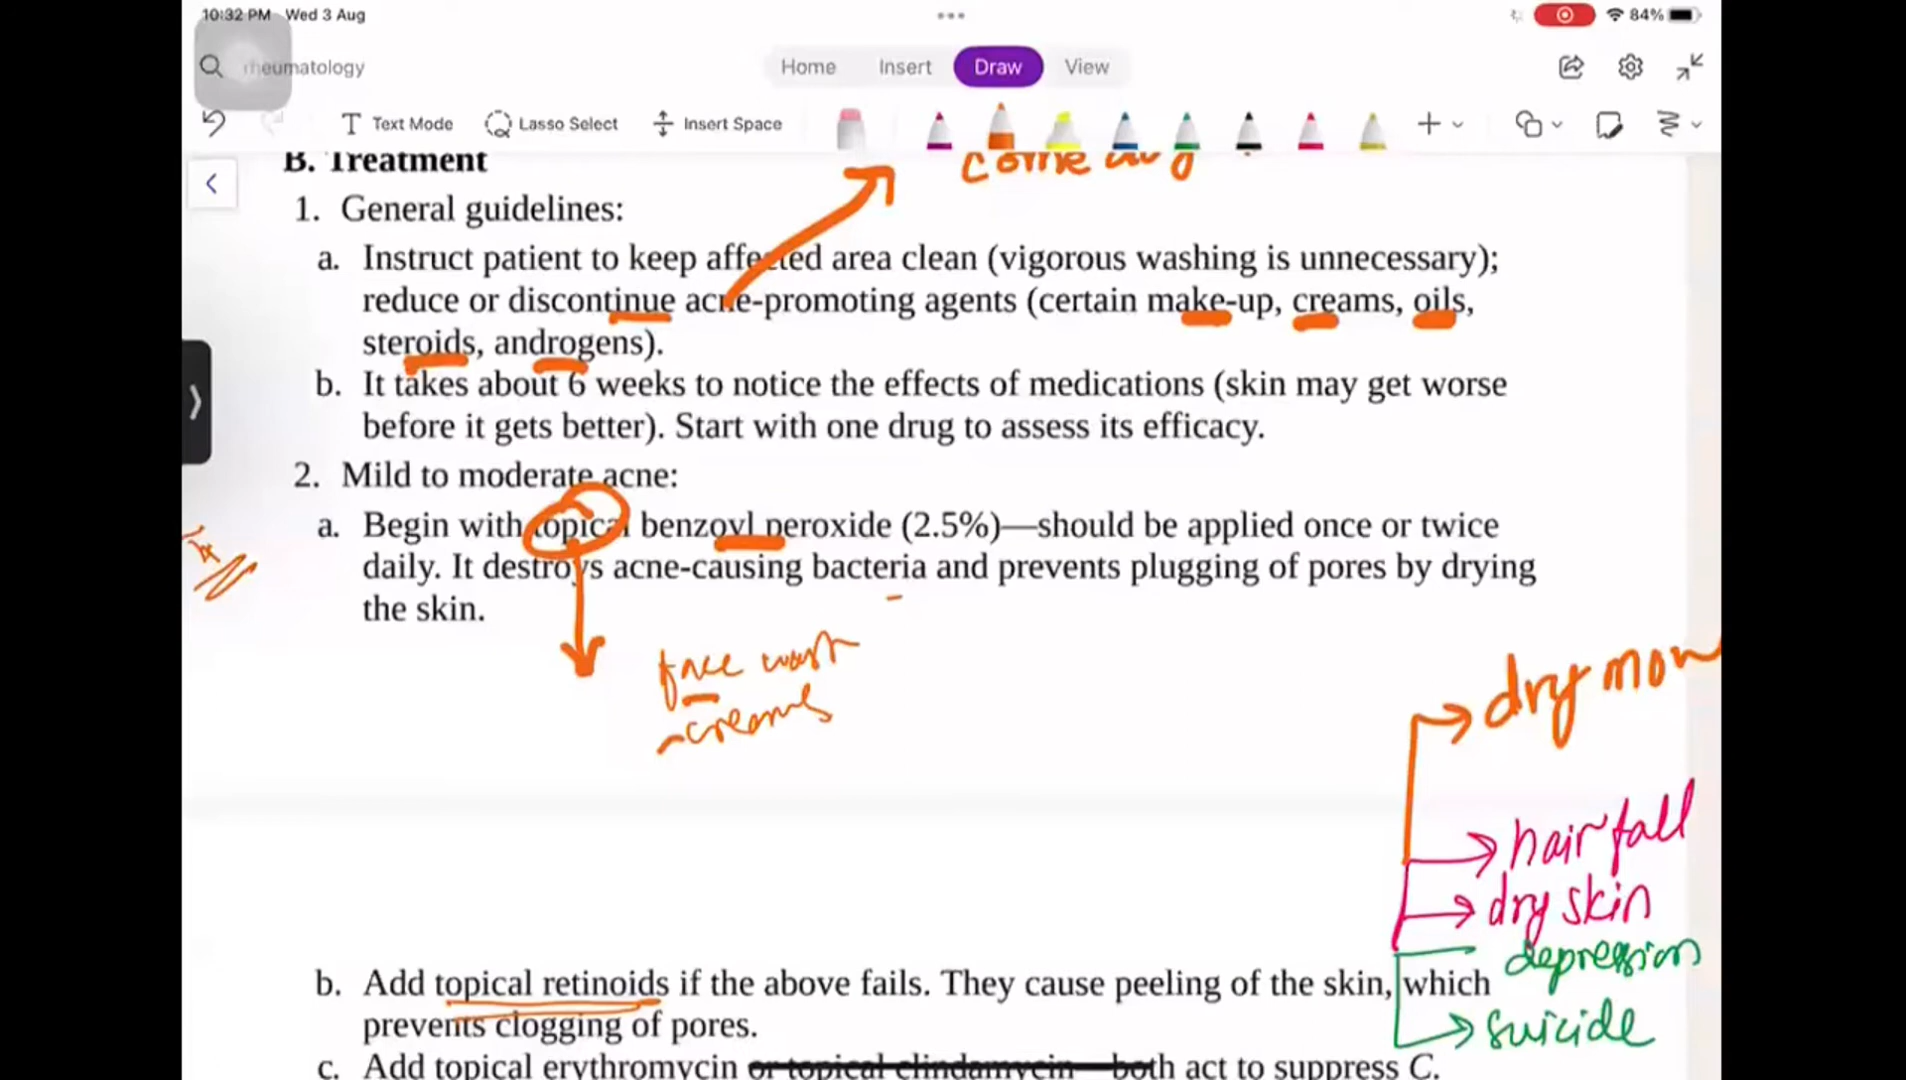 10:32 PM Wed 3 Aug
84%
rheumatology
Home Insert Draw View
Text Mode Lasso Select Insert Space
B. Treatment
1. General guidelines:
a. Instruct patient to keep affected area clean (vigorous washing is unnecessary);
reduce or discontinue acne-promoting agents (certain make-up, creams, oils,
steroids, androgens).
b. It takes about 6 weeks to notice the effects of medications (skin may get worse
before it gets better). Start with one drug to assess its efficacy.
2. Mild to moderate acne:
a. Begin with topical benzoyl peroxide (2.5%)—should be applied once or twice
daily. It destroys acne-causing bacteria and prevents plugging of pores by drying
the skin.
face wash
creams
dry mou
hair fall
dry skin
depression
suicide
b. Add topical retinoids if the above fails. They cause peeling of the skin, which
prevents clogging of pores.
c. Add topical erythromycin or topical clindamycin—both act to suppress C.